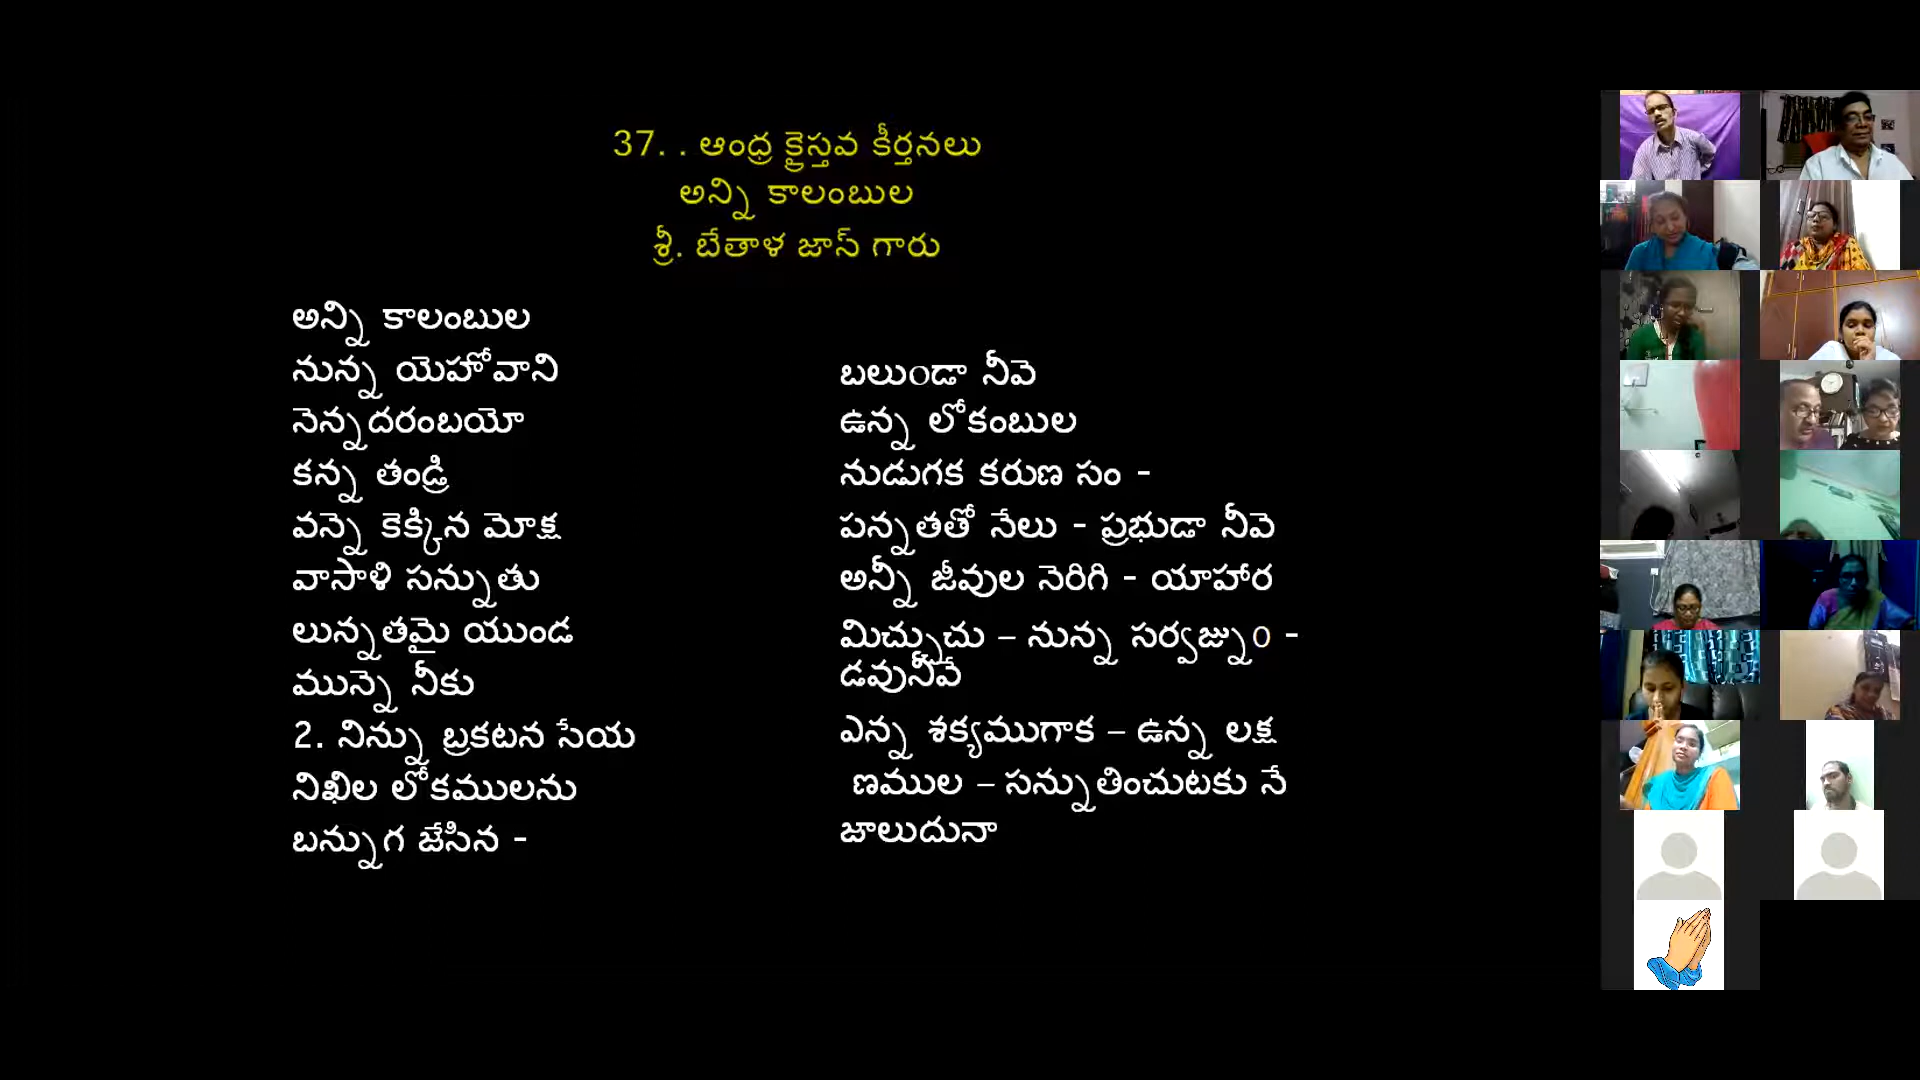 37. . ఆంధ్ర క్రైస్తవ కీర్తనలు
అన్ని కాలంబుల
శ్రీ. బేతాళ జాస్ గారు
అన్ని కాలంబుల
నున్న యెహోవాని
నెన్నదరంబయో
కన్న తండ్రి
వన్నె కెక్కిన మోక్ష
వాసాళి సన్నుతు
లున్నతమై యుండ
మున్నె నీకు
2. నిన్ను బ్రకటన సేయ
నిఖిల లోకములను
బన్నుగ జేసిన -
బలుండా నీవె
ఉన్న లోకంబుల
నుడుగక కరుణ సం -
పన్నతతో నేలు - ప్రభుడా నీవె
అన్నీ జీవుల నెరిగి - యాహార
మిచ్చుచు – నున్న సర్వజ్నుం -
డవునీవే
ఎన్న శక్యముగాక – ఉన్న లక్ష
ణముల – సన్నుతించుటకు నే
జాలుదునా